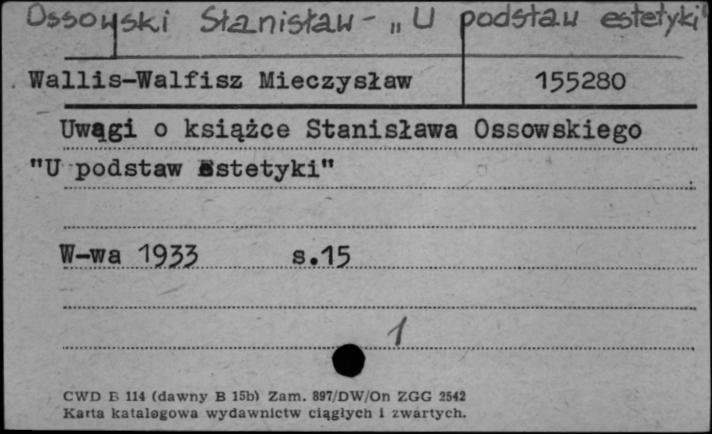 Ossowski Stanisław - „U podstaw estetyki"
Wallis-Walfisz Mieczysław 155280
Uwagi o książce Stanisława Ossowskiego
"U podstaw estetyki"
W-wa 1933 s.15
1
CWD B 114 (dawny B 15b) Zam. 897/DW/On ZGG 2542
Karta katalogowa wydawnictw ciągłych i zwartych.